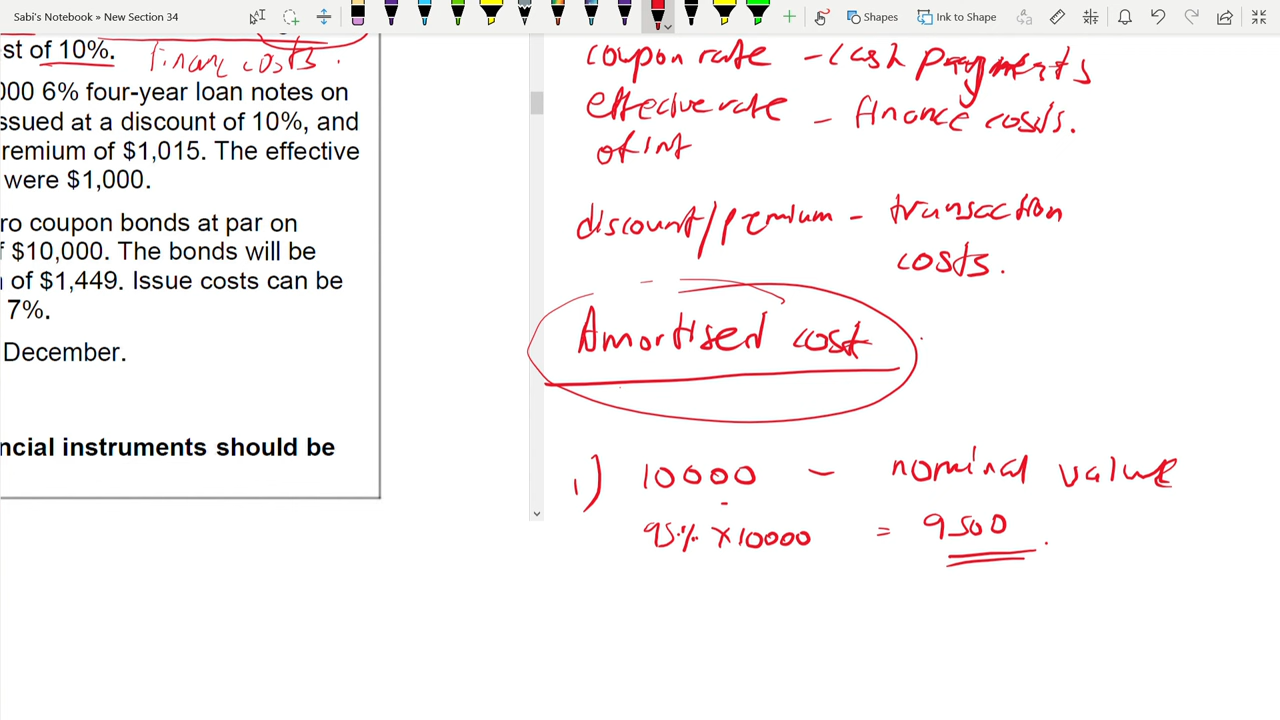 Sabi's Notebook » New Section 34
Shapes
Ink to Shape
st of 10%. finance costs.
000 6% four-year loan notes on
ssued at a discount of 10%, and
remium of $1,015. The effective
were $1,000.
ro coupon bonds at par on
f $10,000. The bonds will be
of $1,449. Issue costs can be
7%.
December.
ncial instruments should be
coupon rate - cash payments
effective rate - finance costs.
of int
discount/premium - transaction
costs.
Amortised cost
1) 10000 - nominal value
95% × 10000 = 9500.